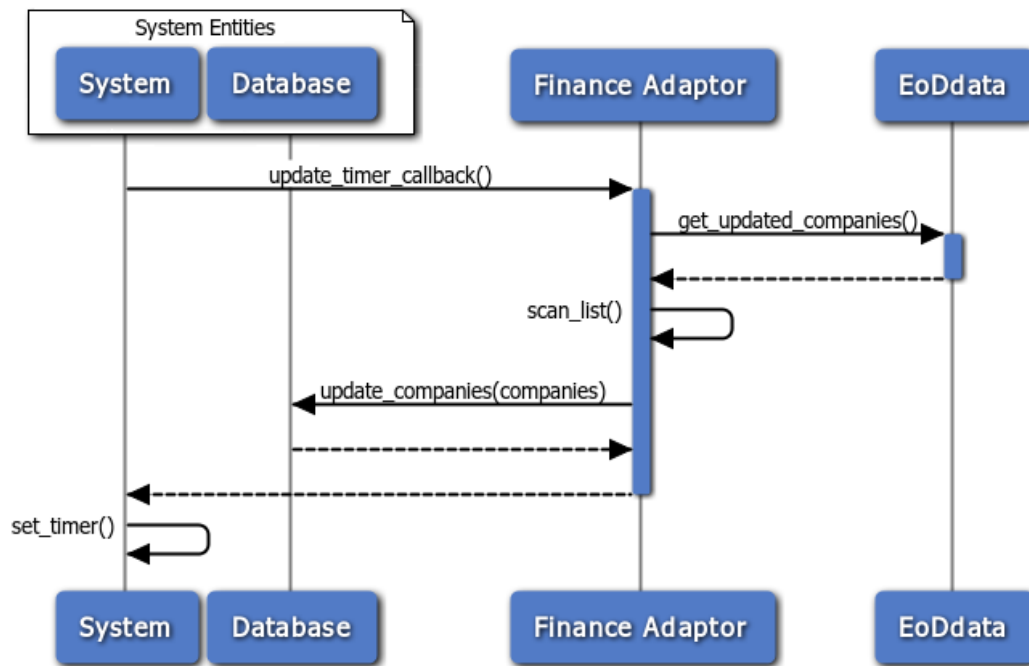 System Entities
System
Database
Finance Adaptor
EoDdata
update_timer_callback()
get_updated_companies()
scan_list()
update_companies(companies)
set_timer()
System
Database
Finance Adaptor
EoDdata